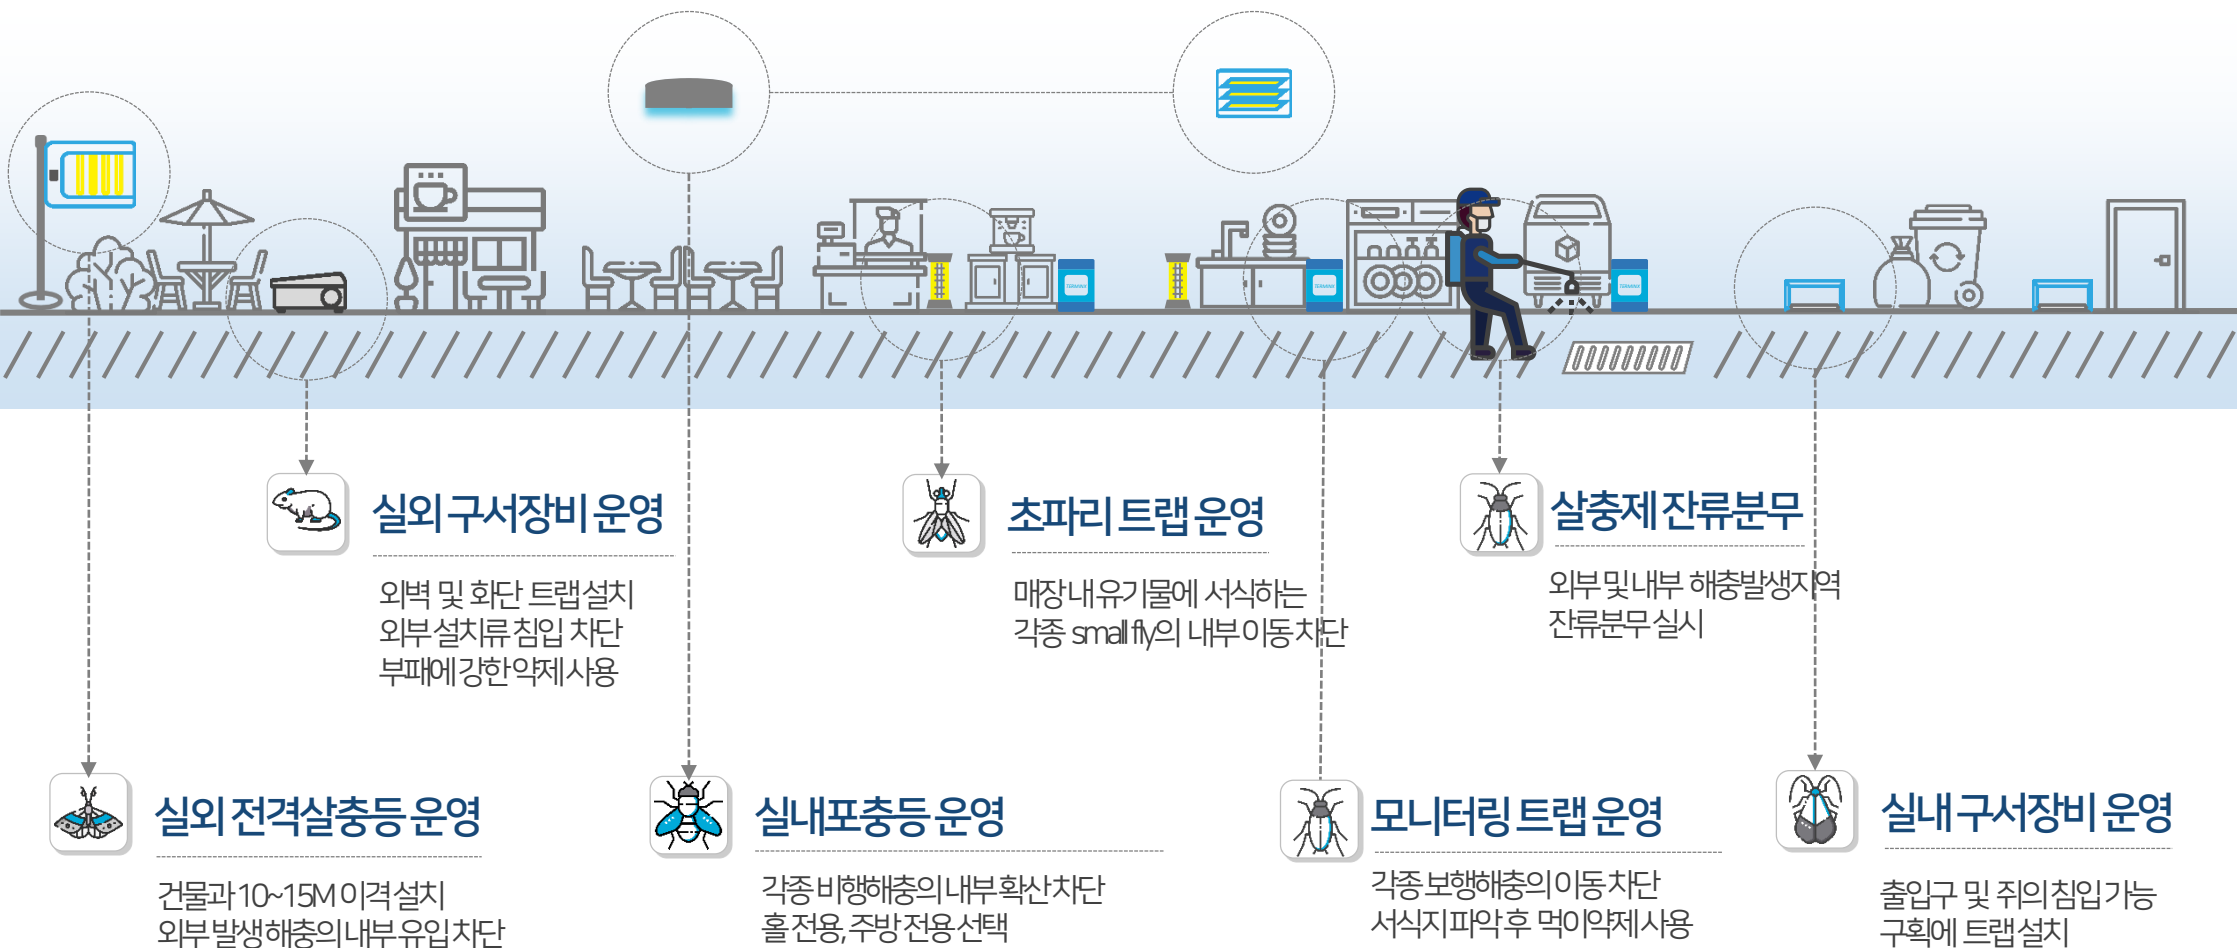 실외 구서장비 운영
외벽 및 화단 트랩 설치
외부 설치류 침입 차단
부패에 강한 약제 사용
초파리 트랩 운영
매장 내 유기물에 서식하는
각종 small fly의 내부 이동 차단
살충제 잔류분무
외부 및 내부 해충발생지역
잔류분무 실시
실외 전격살충등 운영
건물과 10~15M 이격 설치
외부 발생 해충의 내부 유입 차단
실내포충등 운영
각종 비행해충의 내부 확산 차단
홀 전용, 주방 전용 선택
모니터링 트랩 운영
각종 보행해충의 이동 차단
서식지 파악 후 먹이약제 사용
실내 구서장비 운영
출입구 및 쥐의 침입 가능
구획에 트랩 설치